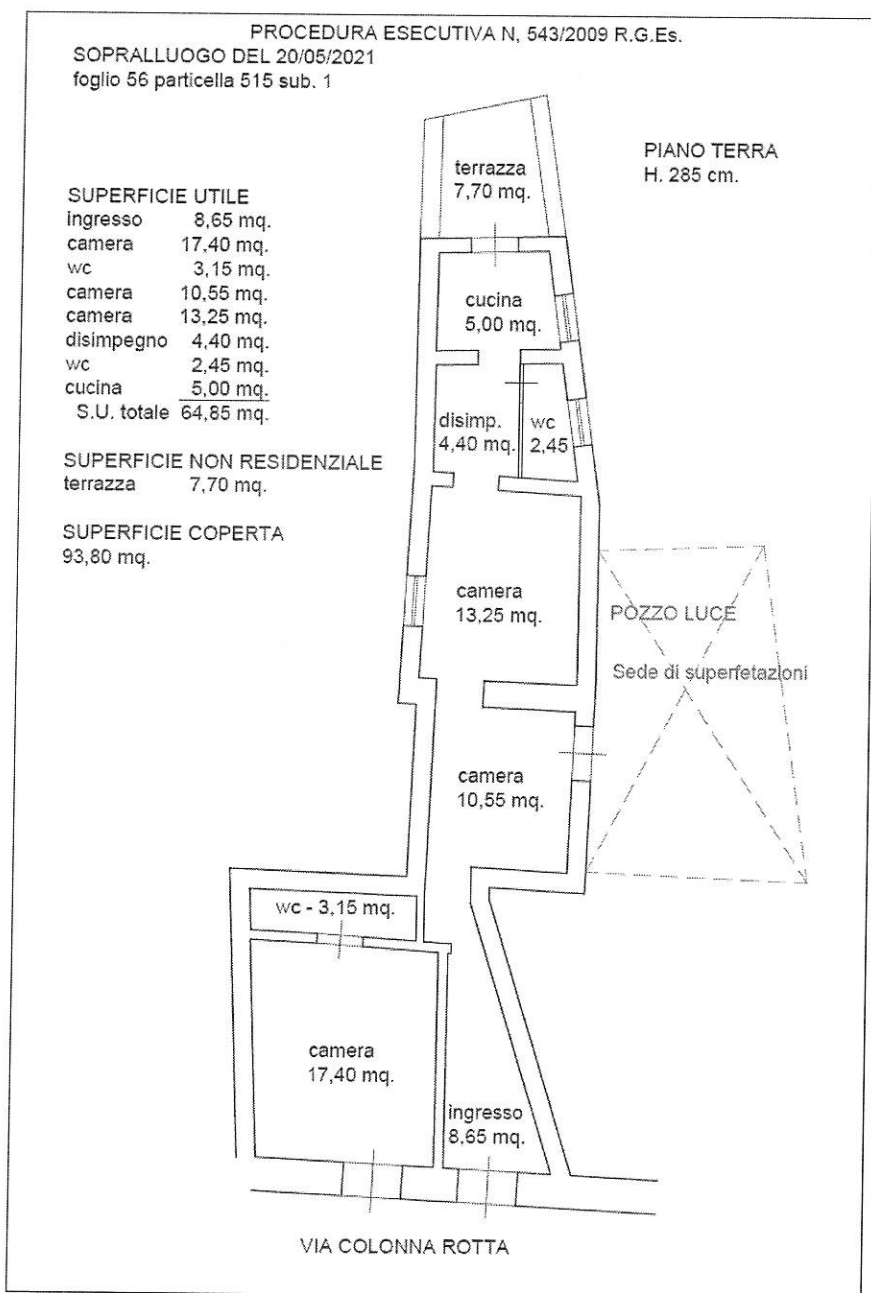 PROCEDURA ESECUTIVA N, 543/2009 R.G.Es.
SOPRALLUOGO DEL 20/05/2021
foglio 56 particella 515 sub. 1
PIANO TERRA
H. 285 cm.
SUPERFICIE UTILE
ingresso 8,65 mq.
camera 17,40 mq.
wc 3,15 mq.
camera 10,55 mq.
camera 13,25 mq.
disimpegno 4,40 mq.
wc 2,45 mq.
cucina 5,00 mq.
S.U. totale 64,85 mq.
SUPERFICIE NON RESIDENZIALE
terrazza 7,70 mq.
SUPERFICIE COPERTA
93,80 mq.
terrazza
7,70 mq.
cucina
5,00 mq.
disimp.
4,40 mq.
wc
2,45
camera
13,25 mq.
POZZO LUCE
Sede di superfetazioni
camera
10,55 mq.
wc - 3,15 mq.
camera
17,40 mq.
ingresso
8,65 mq.
VIA COLONNA ROTTA